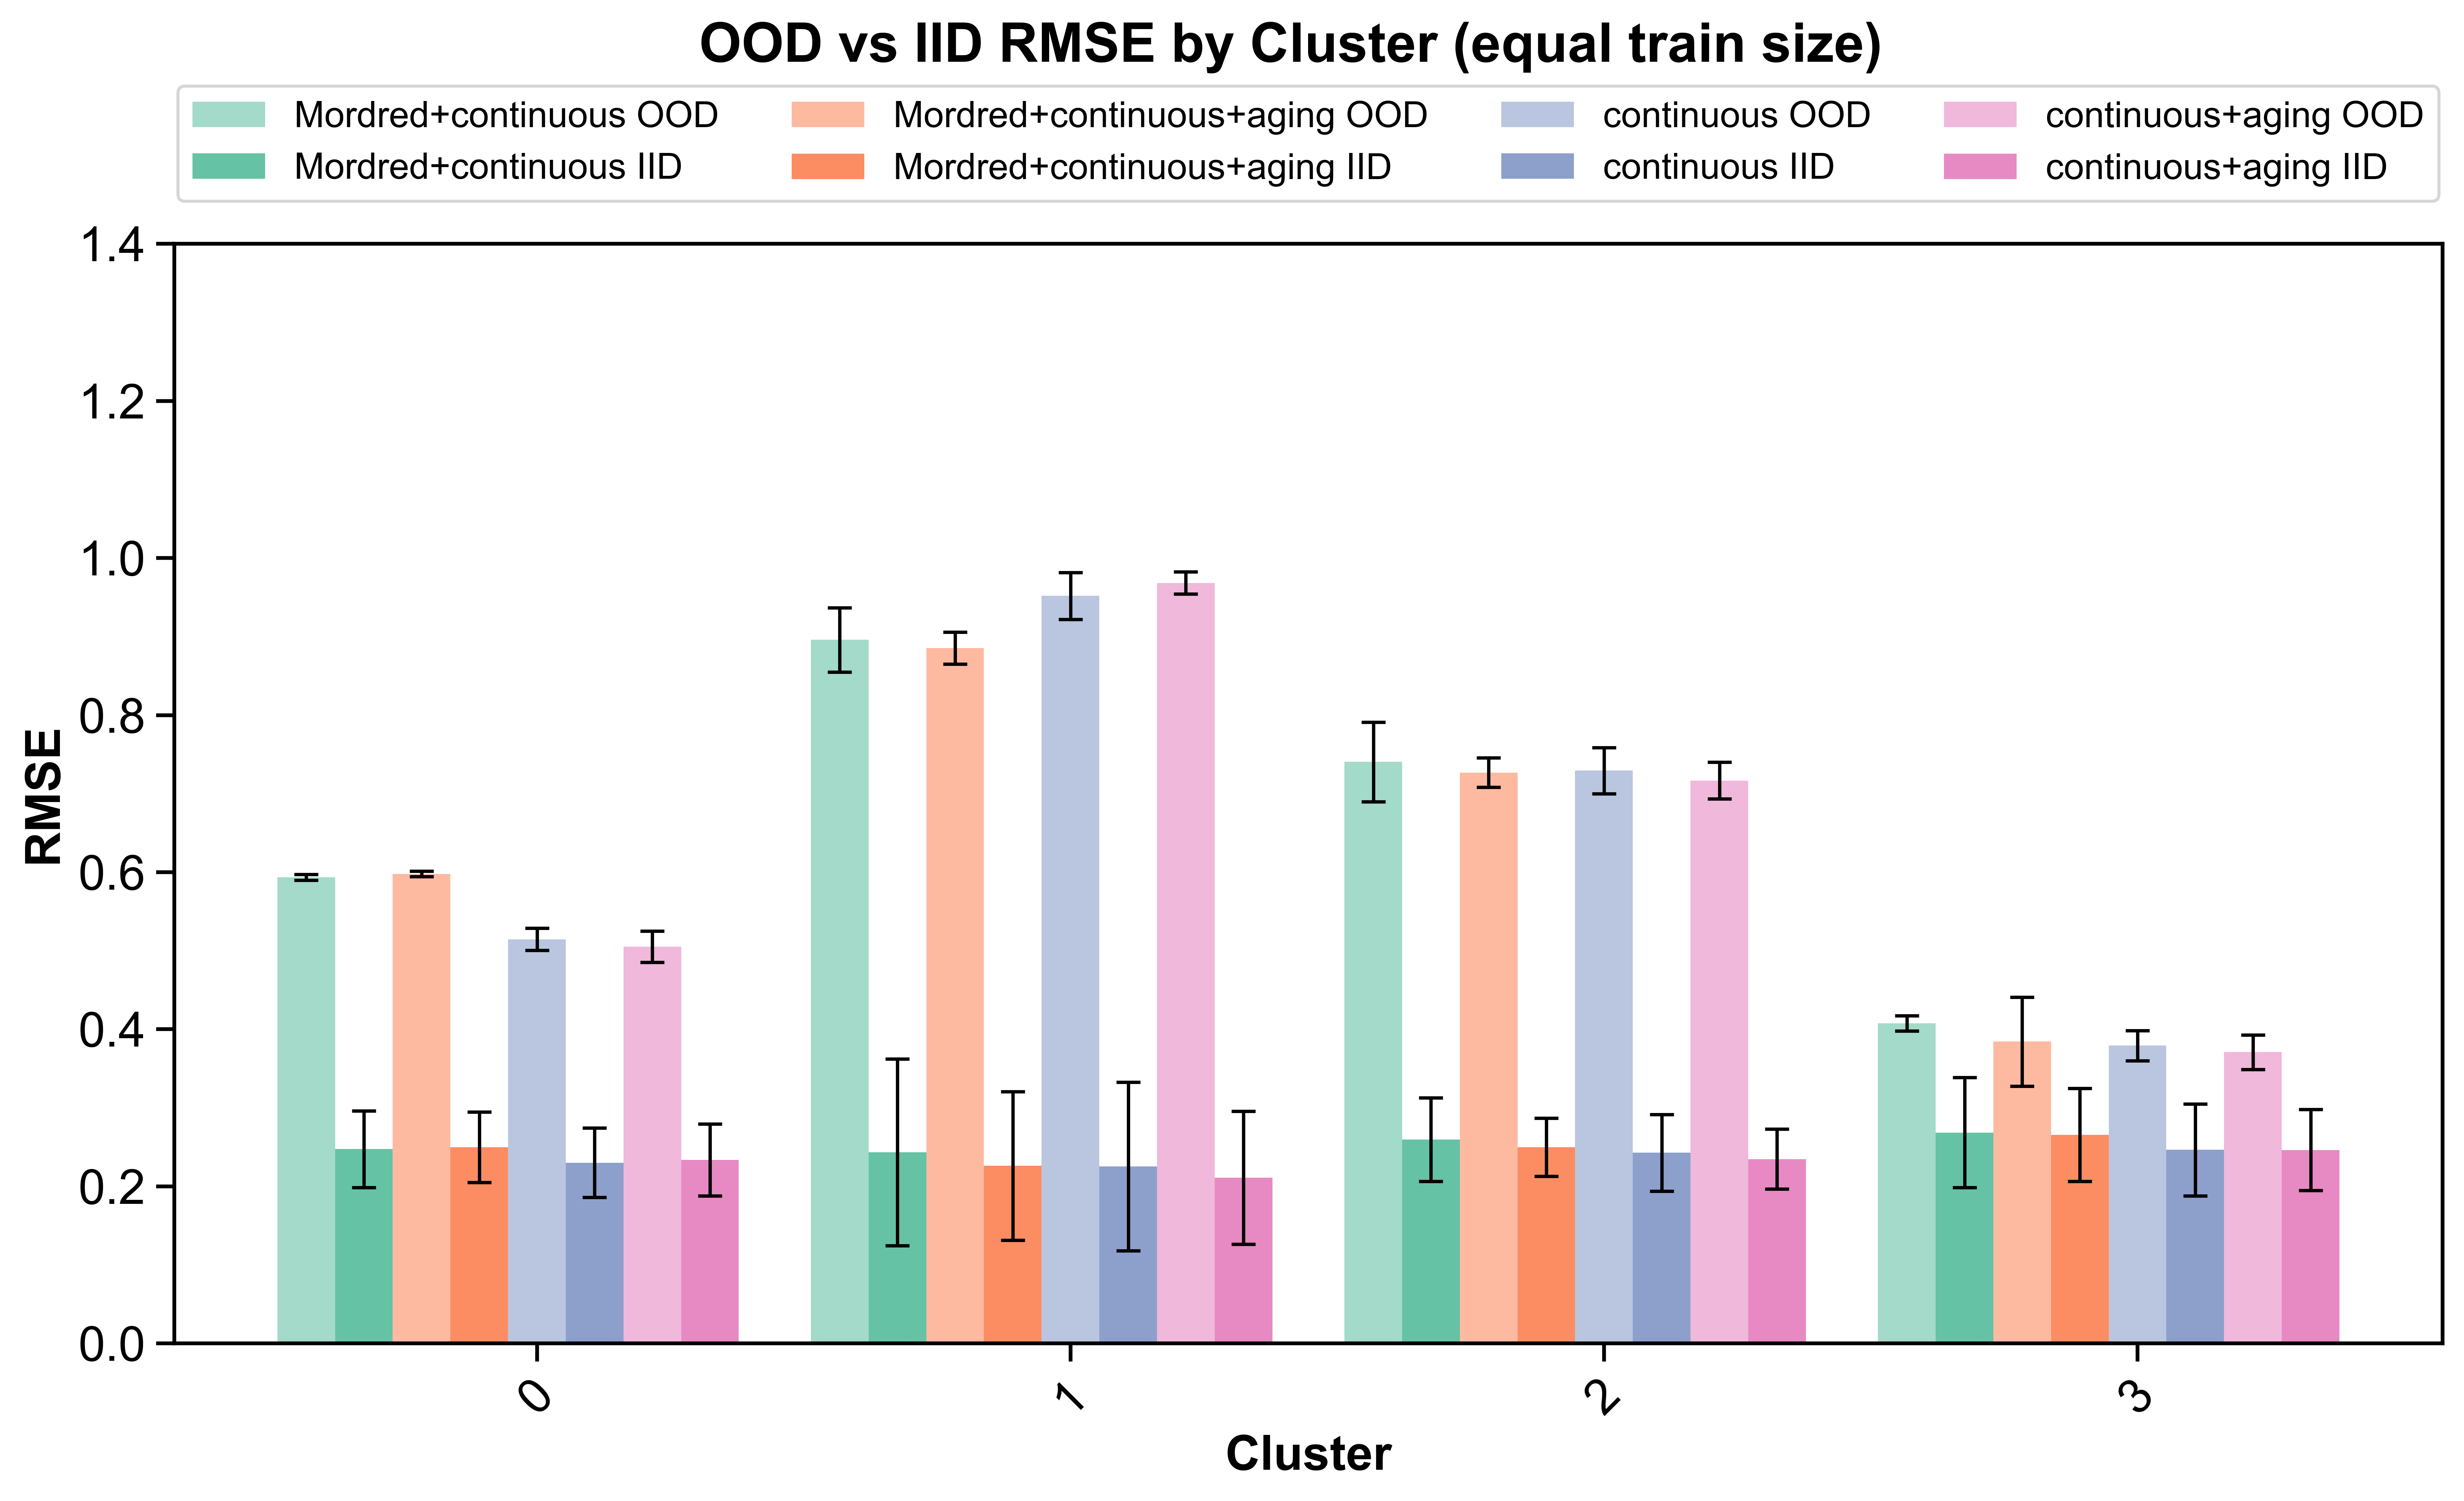 OOD vs IID RMSE by Cluster (equal train size)
Mordred+continuous OOD Mordred+continuous+aging OOD continuous OOD continuous+aging OOD
Mordred+continuous IID Mordred+continuous+aging IID continuous IID continuous+aging IID
1.4
1.2
1.0
0.8
0.6
0.4
0.2
0.0
RMSE
0 1 2 3
Cluster